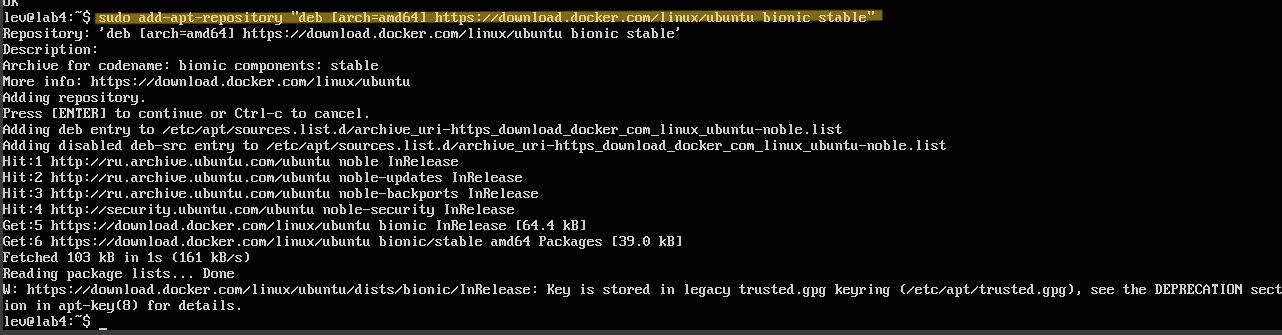 OK
lev@lab4:~$ sudo add-apt-repository "deb [arch=amd64] https://download.docker.com/linux/ubuntu bionic stable"
Repository: 'deb [arch=amd64] https://download.docker.com/linux/ubuntu bionic stable'
Description:
Archive for codename: bionic components: stable
More info: https://download.docker.com/linux/ubuntu
Adding repository.
Press [ENTER] to continue or Ctrl-c to cancel.
Adding deb entry to /etc/apt/sources.list.d/archive_uri-https_download_docker_com_linux_ubuntu-noble.list
Adding disabled deb-src entry to /etc/apt/sources.list.d/archive_uri-https_download_docker_com_linux_ubuntu-noble.list
Hit:1 http://ru.archive.ubuntu.com/ubuntu noble InRelease
Hit:2 http://ru.archive.ubuntu.com/ubuntu noble-updates InRelease
Hit:3 http://ru.archive.ubuntu.com/ubuntu noble-backports InRelease
Hit:4 http://security.ubuntu.com/ubuntu noble-security InRelease
Get:5 https://download.docker.com/linux/ubuntu bionic InRelease [64.4 kB]
Get:6 https://download.docker.com/linux/ubuntu bionic/stable amd64 Packages [39.0 kB]
Fetched 103 kB in 1s (161 kB/s)
Reading package lists... Done
W: https://download.docker.com/linux/ubuntu/dists/bionic/InRelease: Key is stored in legacy trusted.gpg keyring (/etc/apt/trusted.gpg), see the DEPRECATION sect
ion in apt-key(8) for details.
lev@lab4:~$ _